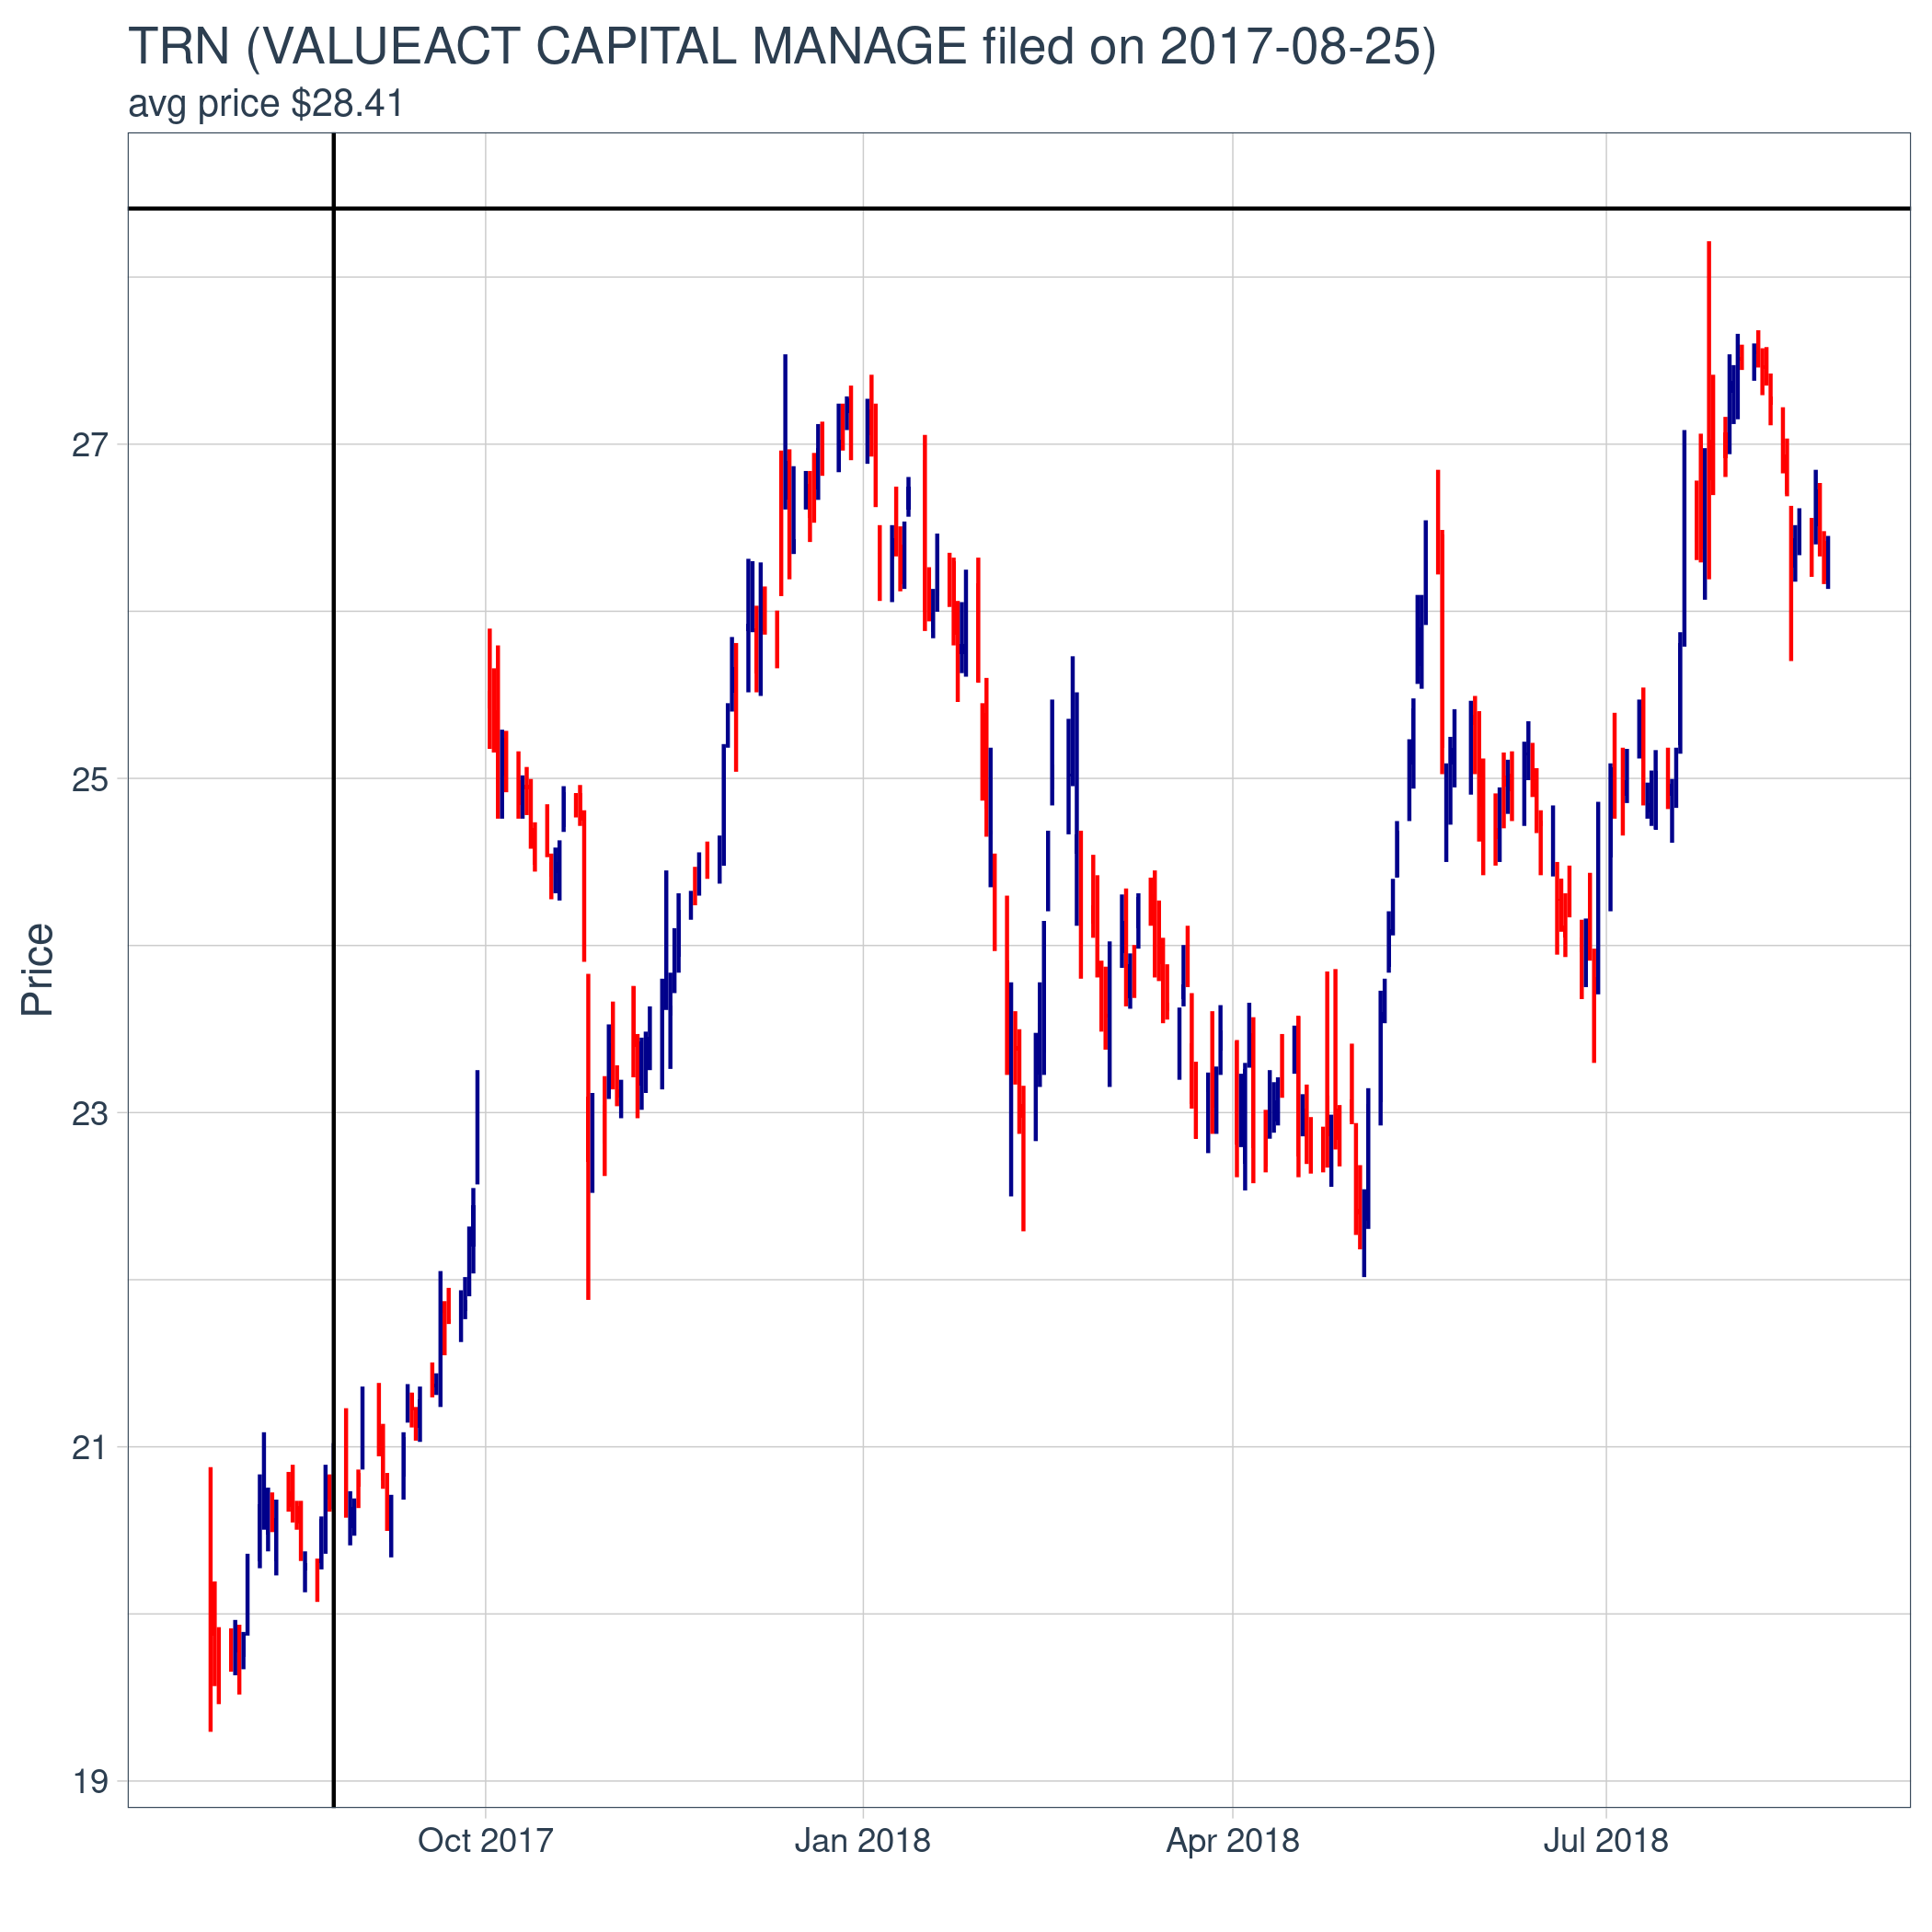 TRN (VALUEACT CAPITAL MANAGE filed on 2017-08-25)
avg price $28.41
27
25
Price
23
21
19
Oct 2017
Jan 2018
Apr 2018
Jul 2018